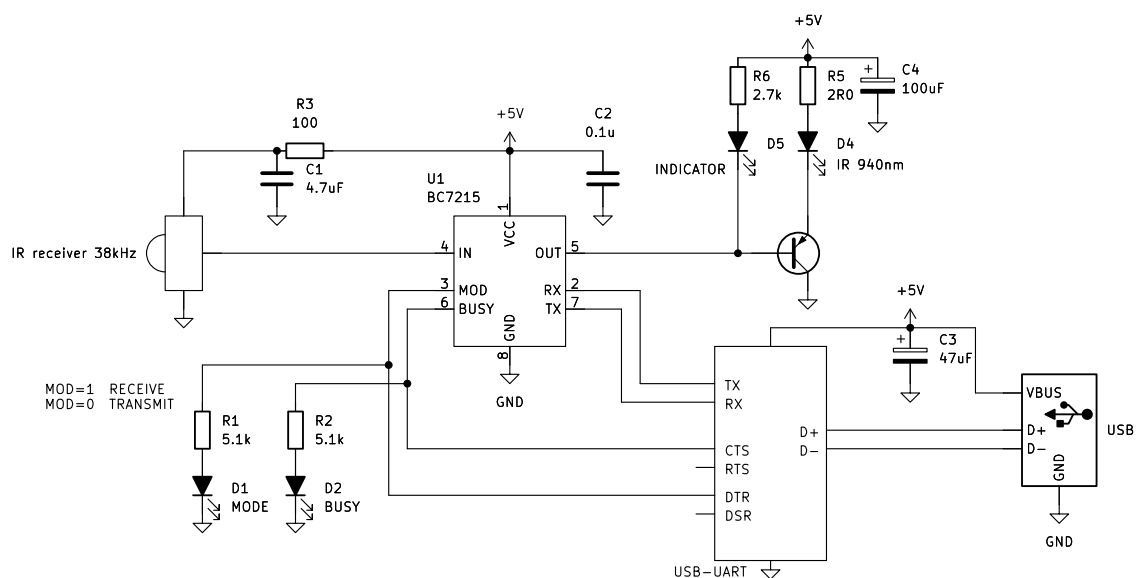 +5V
R6
2.7k
R5
2R0
C4
+
100uF
D5
D4
INDICATOR
IR 940nm
R3
100
+5V
C2
0.1u
C1
4.7uF
U1
BC7215
1
VCC
IR receiver 38kHz
4
IN
OUT
5
3
MOD
RX
2
6
BUSY
TX
7
GND
8
GND
MOD=1 RECEIVE
MOD=0 TRANSMIT
R1
5.1k
R2
5.1k
D1
MODE
D2
BUSY
+5V
+
C3
47uF
TX
RX
CTS
RTS
DTR
DSR
D+
D-
USB-UART
VBUS
D+
D-
GND
USB
GND